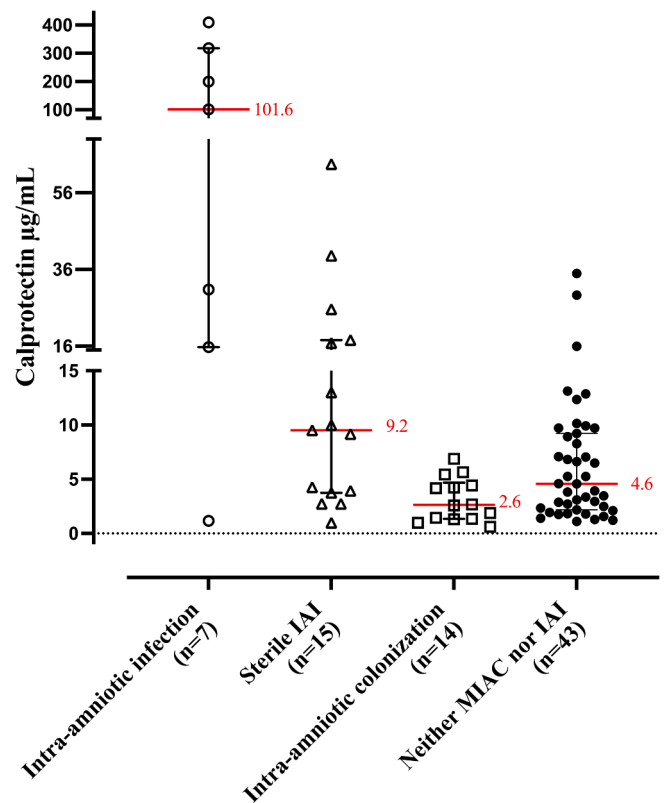 Calprotectin µg/mL
400
300
200
100
56
36
16
15
10
5
0
101.6
9.2
2.6
4.6
Intra-amniotic infection
(n=7)
Sterile IAI
(n=15)
Intra-amniotic colonization
(n=14)
Neither MIAC nor IAI
(n=43)